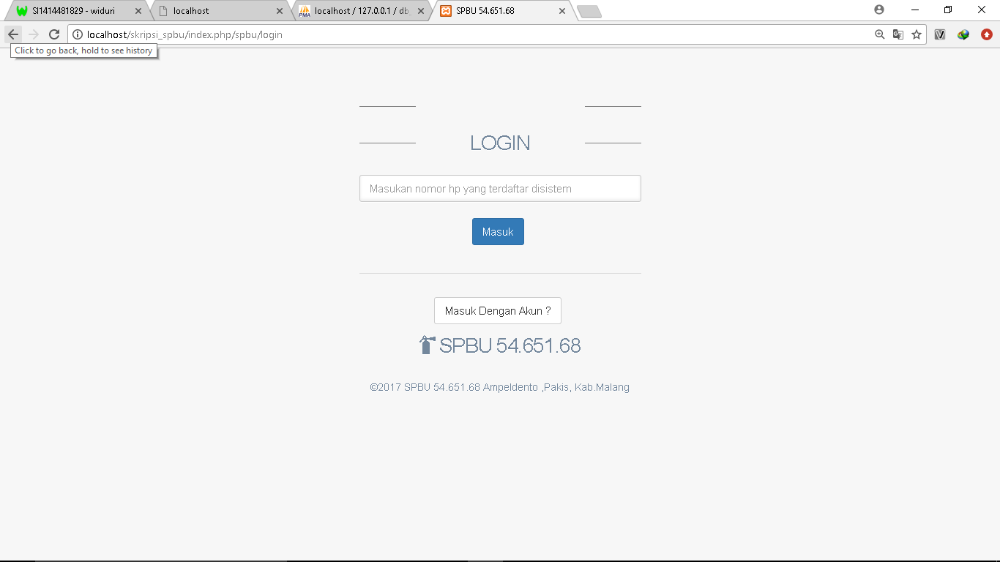 SI1414481829 - widuri
localhost
localhost / 127.0.0.1 / db_
SPBU 54.651.68
localhost/skripsi_spbu/index.php/spbu/login
Click to go back, hold to see history
LOGIN
Masukan nomor hp yang terdaftar disistem
Masuk
Masuk Dengan Akun ?
SPBU 54.651.68
©2017 SPBU 54.651.68 Ampeldento ,Pakis, Kab.Malang